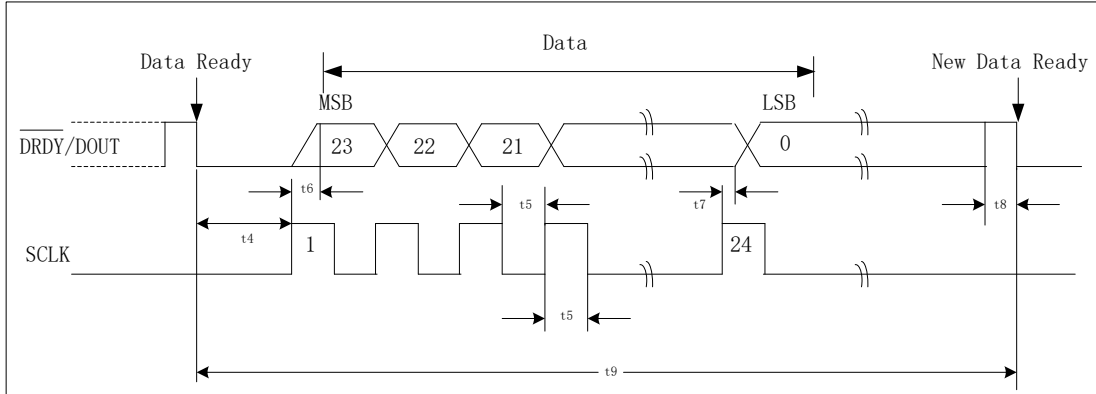 Data
Data Ready
New Data Ready
MSB
LSB
DRDY/DOUT
23
22
21
0
t6
t5
t7
t8
t4
SCLK
1
24
t5
t9